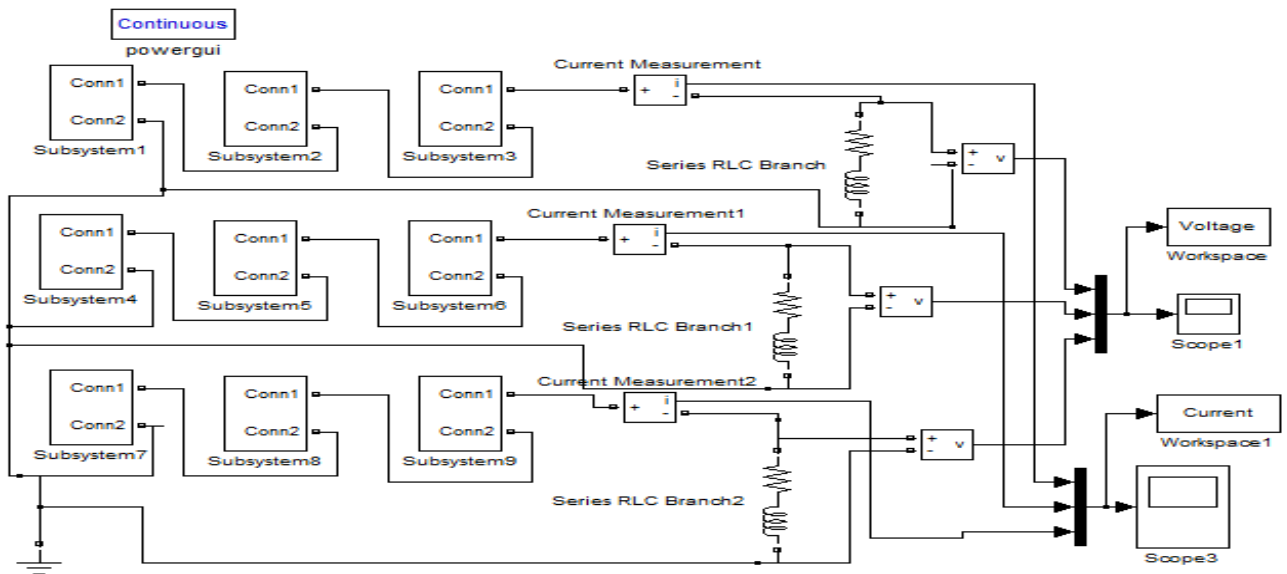 Continuous
powergui
Current Measurement
Conn1
Conn2
Subsystem1
Conn1
Conn2
Subsystem2
Conn1
Conn2
Subsystem3
+ i -
Series RLC Branch
+ - v
Current Measurement1
Conn1
Conn2
Subsystem4
Conn1
Conn2
Subsystem5
Conn1
Conn2
Subsystem6
+ i -
Series RLC Branch1
+ - v
Voltage
Workspace
Scope1
Current Measurement2
Conn1
Conn2
Subsystem7
Conn1
Conn2
Subsystem8
Conn1
Conn2
Subsystem9
+ i -
Series RLC Branch2
+ - v
Current
Workspace1
Scope3